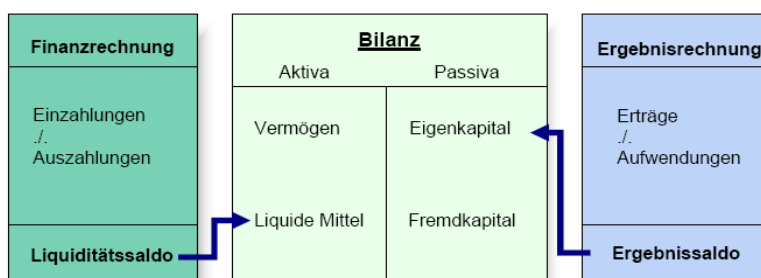 Finanzrechnung
Einzahlungen
./.
Auszahlungen
Liquiditätssaldo
Bilanz
Aktiva
Passiva
Vermögen
Eigenkapital
Liquide Mittel
Fremdkapital
Ergebnisrechnung
Erträge
./.
Aufwendungen
Ergebnissaldo